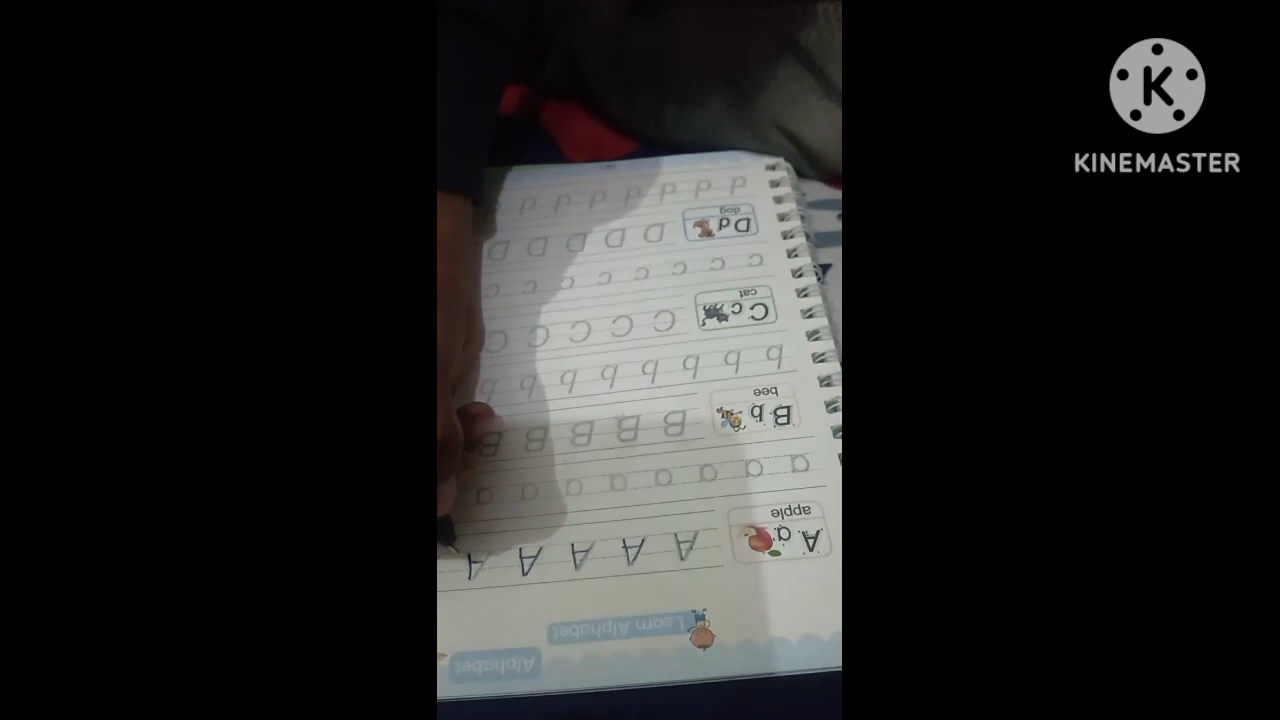 Alphabet
Learn Alphabet
A a A A A A A
apple
a a a a a a a a
B b B B B B B
bee
b b b b b b b b
C c C C C C C
cat
c c c c c c c c
D d D D D D D
dog
d d d d d d d
KINEMASTER